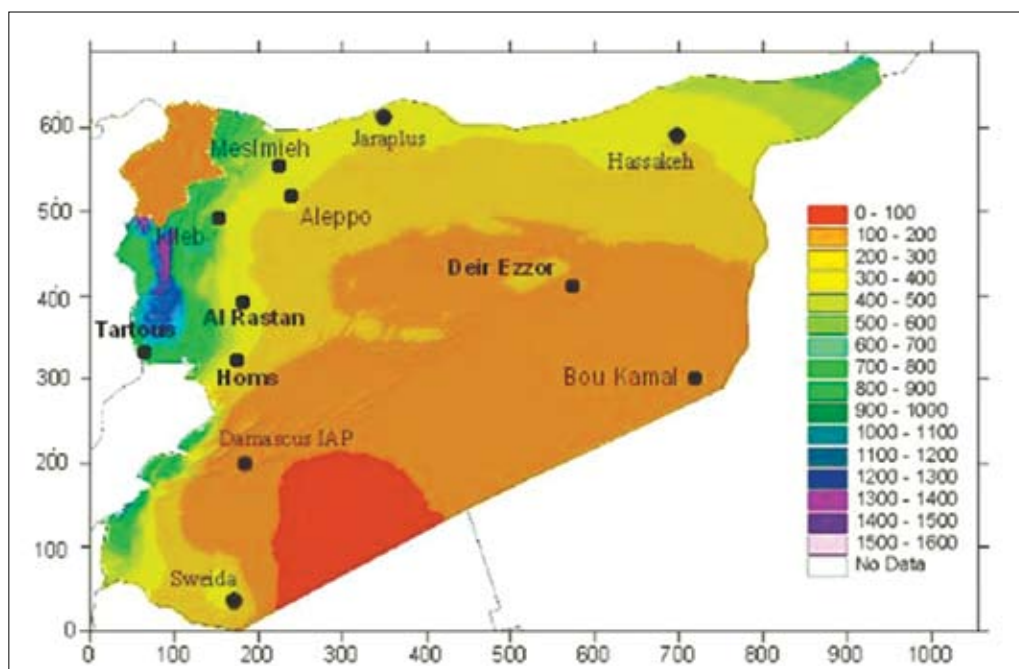 600
Meslmieh
Jaraplus
Hassakeh
500
Aleppo
Deir Ezzor
400
Al Rastan
Tartous
300
Homs
Bou Kamal
Damascus IAP
200
100
Sweida
0
0 100 200 300 400 500 600 700 800 900 1000
0 - 100
100 - 200
200 - 300
300 - 400
400 - 500
500 - 600
600 - 700
700 - 800
800 - 900
900 - 1000
1000 - 1100
1100 - 1200
1200 - 1300
1300 - 1400
1400 - 1500
1500 - 1600
No Data